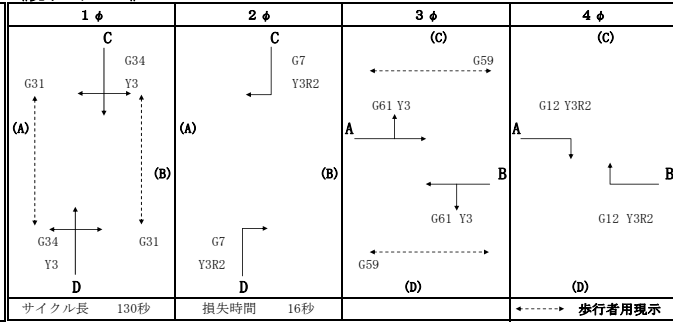 1φ 2φ 3φ 4φ
C C (C) (C)
G34 G7 G59
Y3 Y3R2
G31
G61 Y3 G12 Y3R2
(A) (A) A A
(B) (B) B B
G61 Y3 G12 Y3R2
G34 G31 G7
G59
Y3 Y3R2
D D (D) (D)
サイクル長 130秒 損失時間 16秒 歩行者用現示